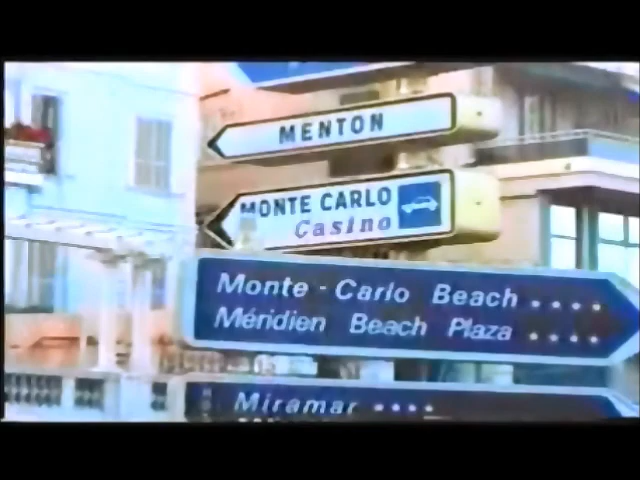 MENTON
MONTE CARLO
Casino
Monte - Carlo Beach ★★★★
Méridien Beach Plaza ★★★★
Miramar ★★★★